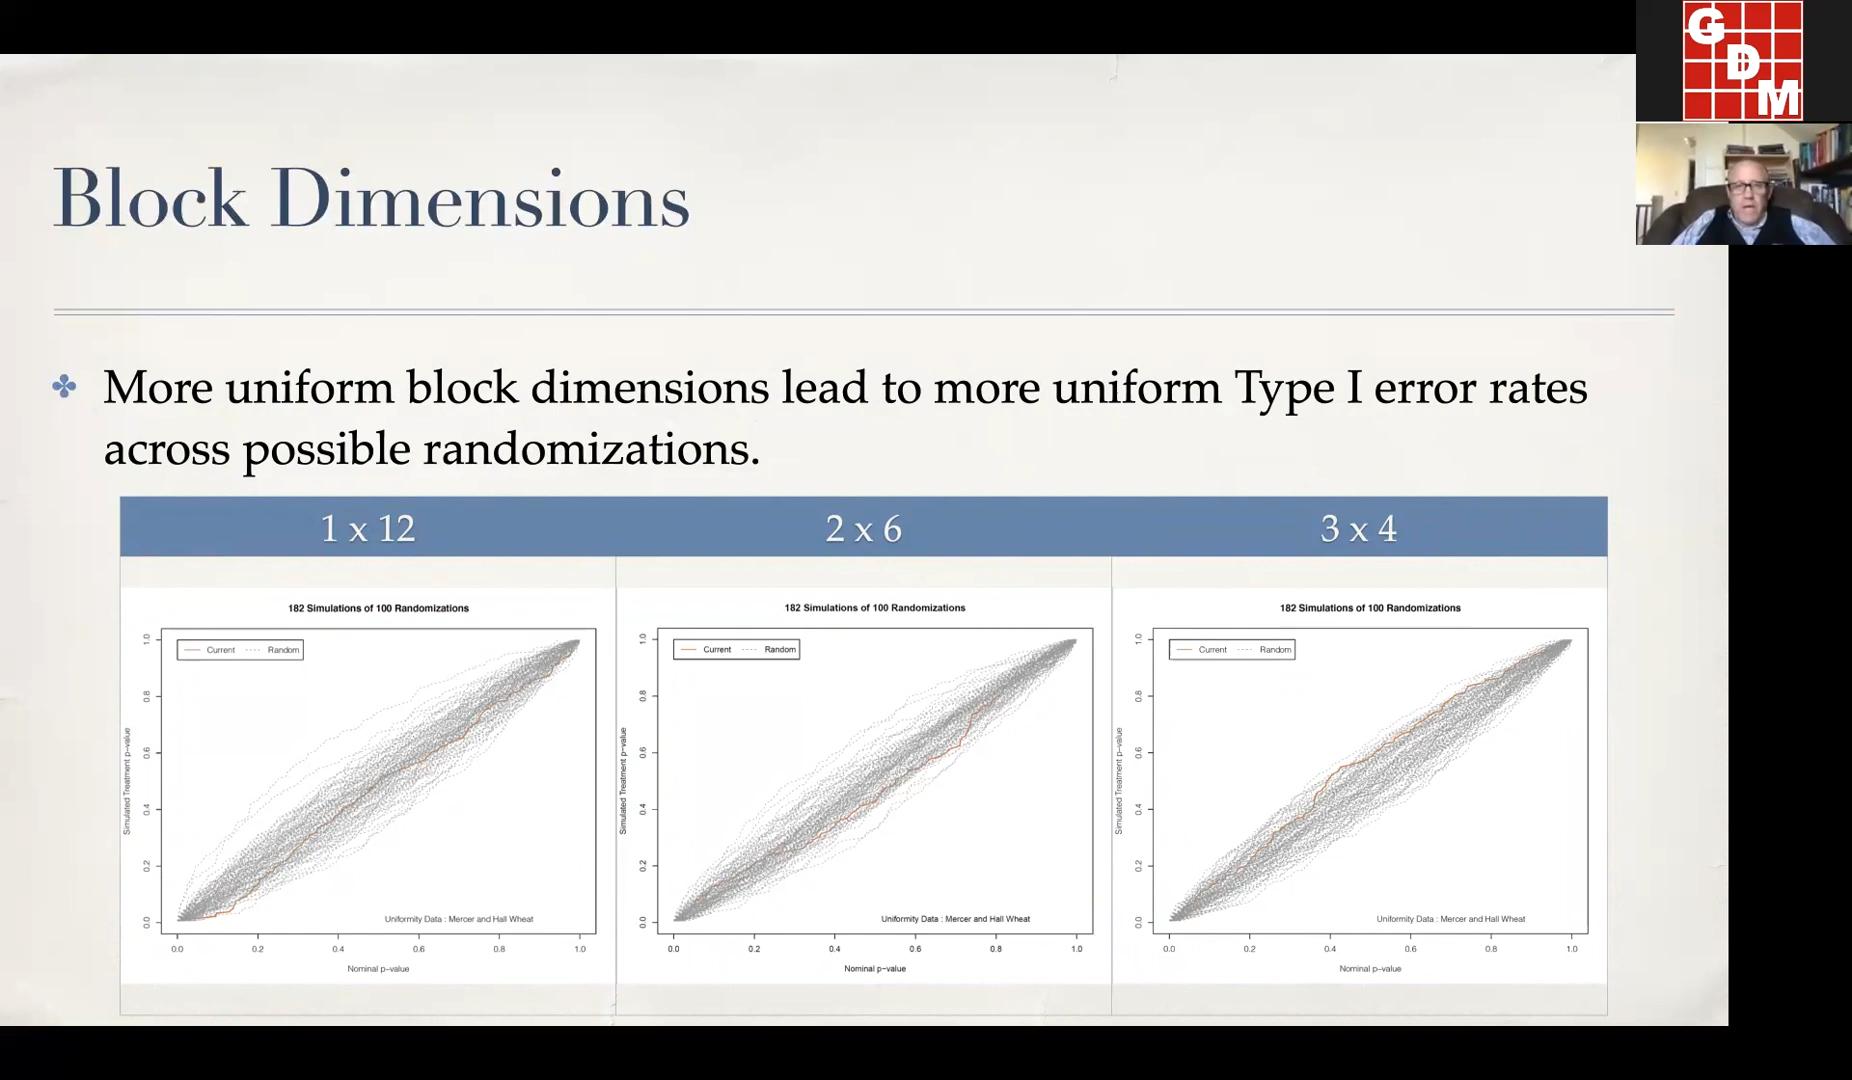 G
D
M
Block Dimensions
More uniform block dimensions lead to more uniform Type I error rates
across possible randomizations.
1 x 12
2 x 6
3 x 4
182 Simulations of 100 Randomizations
Current Random
1.0
0.8
0.6
0.4
0.2
0.0
Simulated Treatment p-value
Uniformity Data : Mercer and Hall Wheat
0.0 0.2 0.4 0.6 0.8 1.0
Nominal p-value
182 Simulations of 100 Randomizations
Current Random
1.0
0.8
0.6
0.4
0.2
0.0
Simulated Treatment p-value
Uniformity Data : Mercer and Hall Wheat
0.0 0.2 0.4 0.6 0.8 1.0
Nominal p-value
182 Simulations of 100 Randomizations
Current Random
1.0
0.8
0.6
0.4
0.2
0.0
Simulated Treatment p-value
Uniformity Data : Mercer and Hall Wheat
0.0 0.2 0.4 0.6 0.8 1.0
Nominal p-value